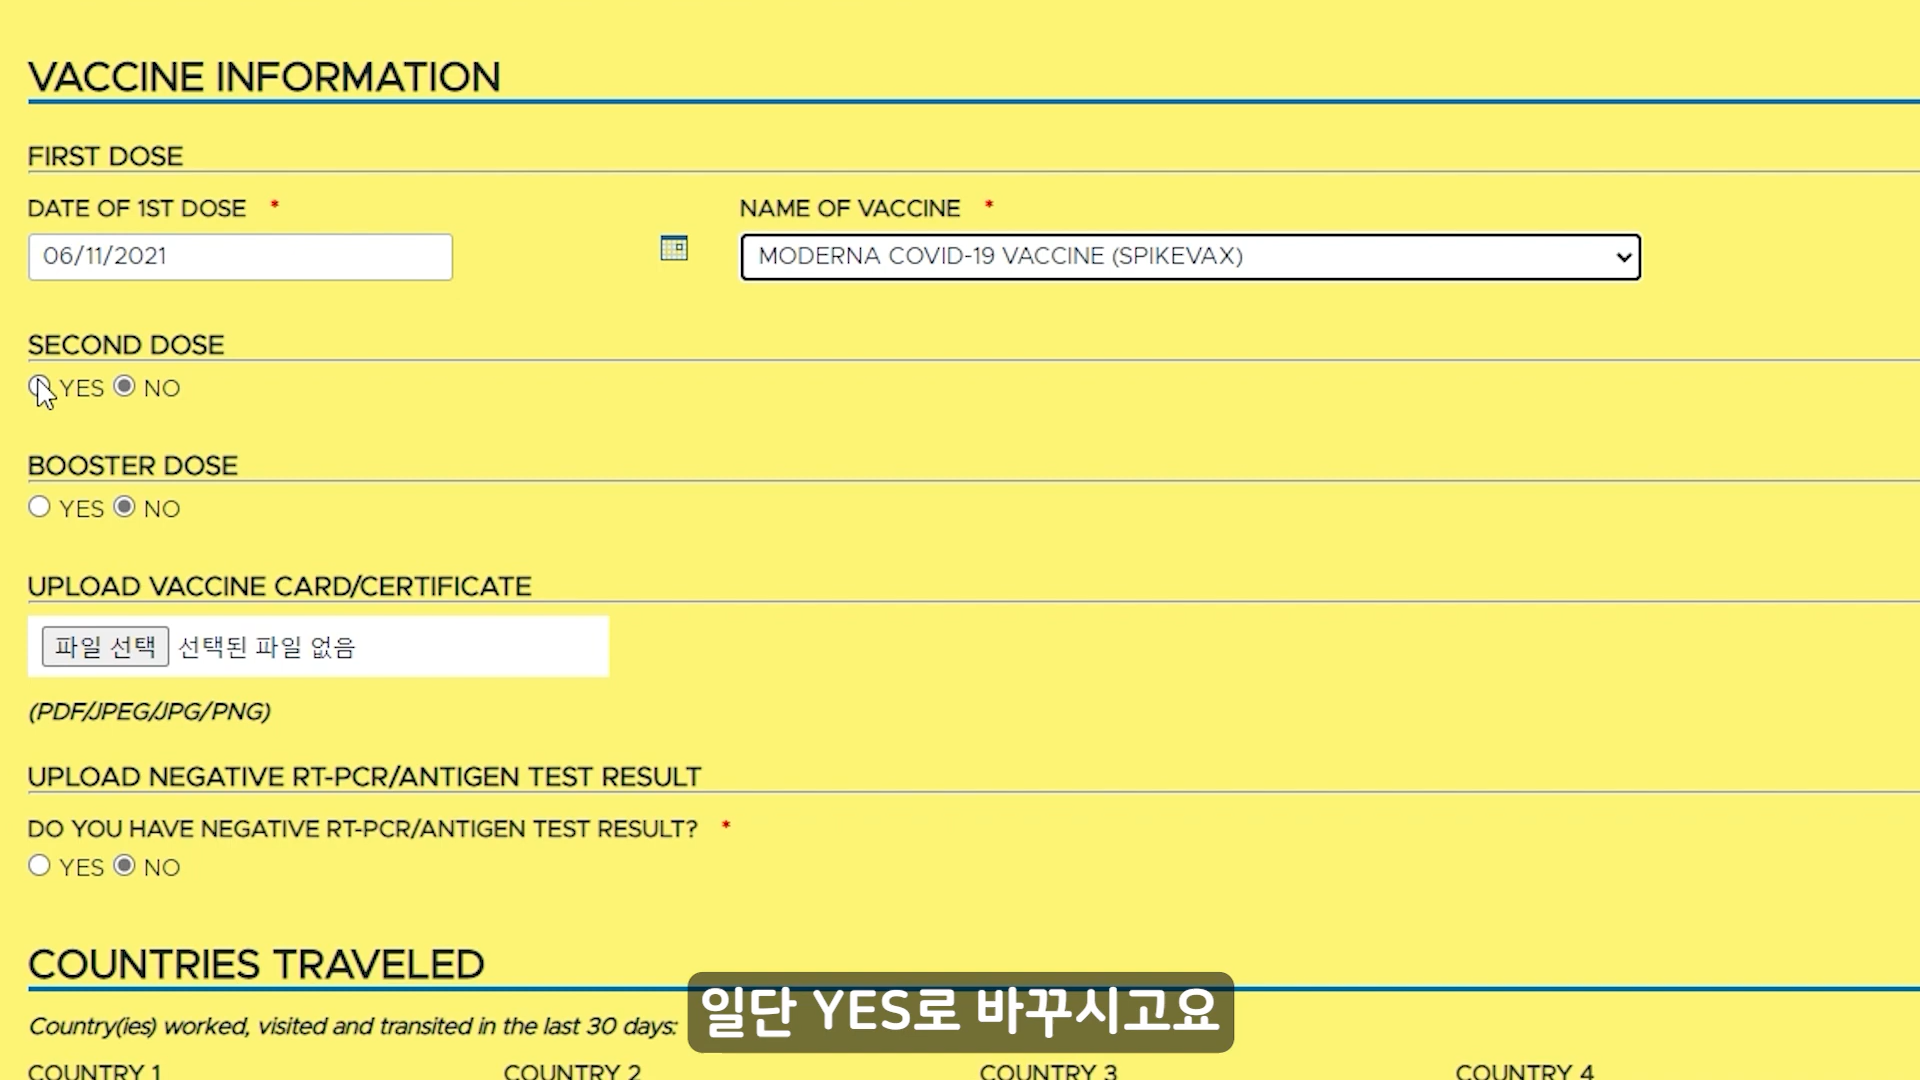 VACCINE INFORMATION
FIRST DOSE
DATE OF 1ST DOSE *
NAME OF VACCINE *
06/11/2021
MODERNA COVID-19 VACCINE (SPIKEVAX)
SECOND DOSE
YES NO
BOOSTER DOSE
YES NO
UPLOAD VACCINE CARD/CERTIFICATE
파일 선택 선택된 파일 없음
(PDF/JPEG/JPG/PNG)
UPLOAD NEGATIVE RT-PCR/ANTIGEN TEST RESULT
DO YOU HAVE NEGATIVE RT-PCR/ANTIGEN TEST RESULT? *
YES NO
COUNTRIES TRAVELED
Country(ies) worked, visited and transited in the last 30 days:
일단 YES로 바꾸시고요
COUNTRY 1 COUNTRY 2 COUNTRY 3 COUNTRY 4